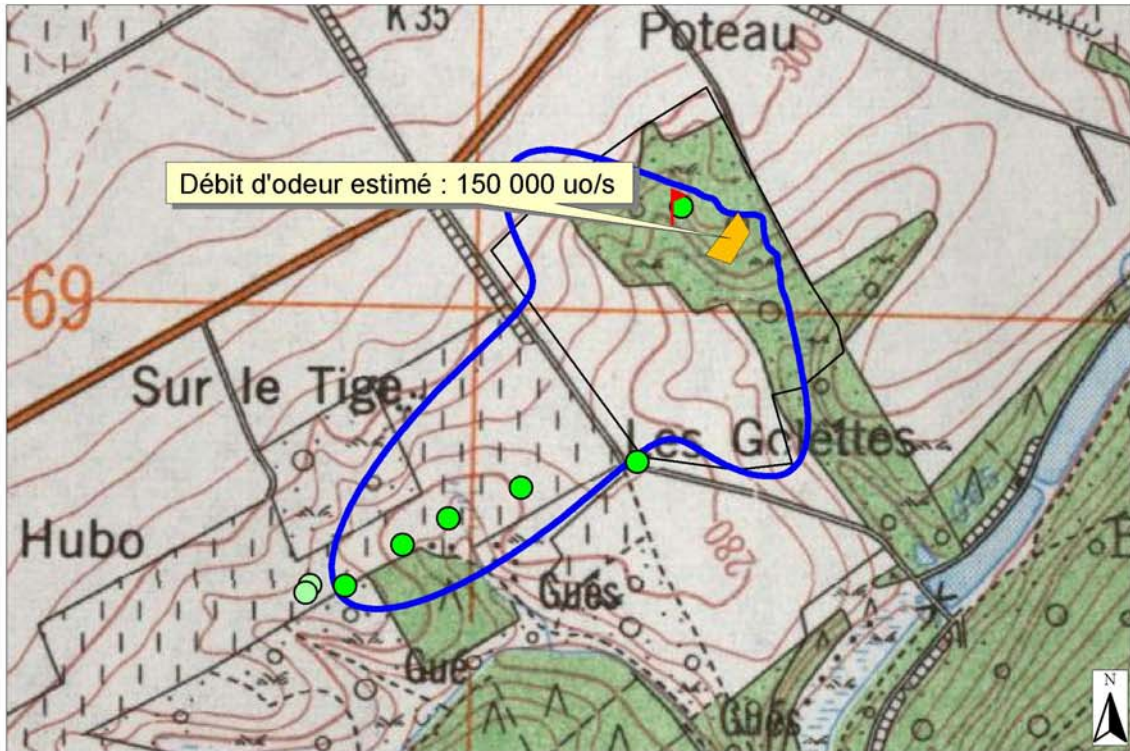 K35
Poteau
300
Débit d'odeur estimé : 150 000 uo/s
69
Sur le Tige
Les Golettes
Hubo
280
Gués
Gué
Gués
N